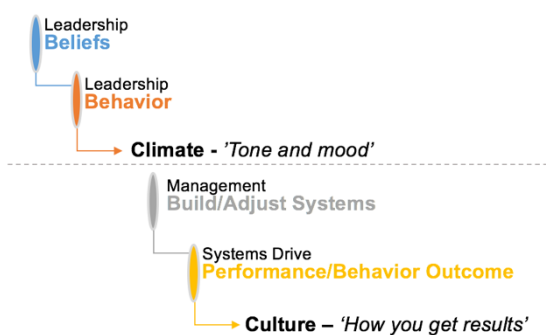 Leadership
Beliefs
Leadership
Behavior
Climate - 'Tone and mood'
Management
Build/Adjust Systems
Systems Drive
Performance/Behavior Outcome
Culture – 'How you get results'